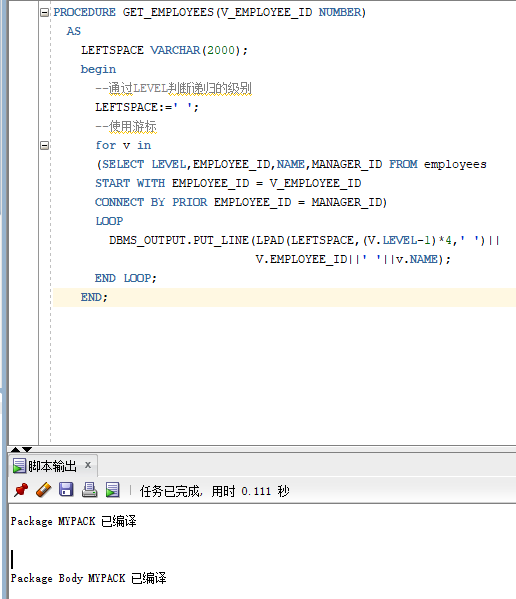 PROCEDURE GET_EMPLOYEES(V_EMPLOYEE_ID NUMBER)
AS
LEFTSPACE VARCHAR(2000);
begin
--通过LEVEL判断递归的级别
LEFTSPACE:=' ';
--使用游标
for v in
(SELECT LEVEL,EMPLOYEE_ID,NAME,MANAGER_ID FROM employees
START WITH EMPLOYEE_ID = V_EMPLOYEE_ID
CONNECT BY PRIOR EMPLOYEE_ID = MANAGER_ID)
LOOP
DBMS_OUTPUT.PUT_LINE(LPAD(LEFTSPACE,(V.LEVEL-1)*4,' ')||
V.EMPLOYEE_ID||' '||v.NAME);
END LOOP;
END;
脚本输出 x
任务已完成, 用时 0.111 秒
Package MYPACK 已编译
Package Body MYPACK 已编译